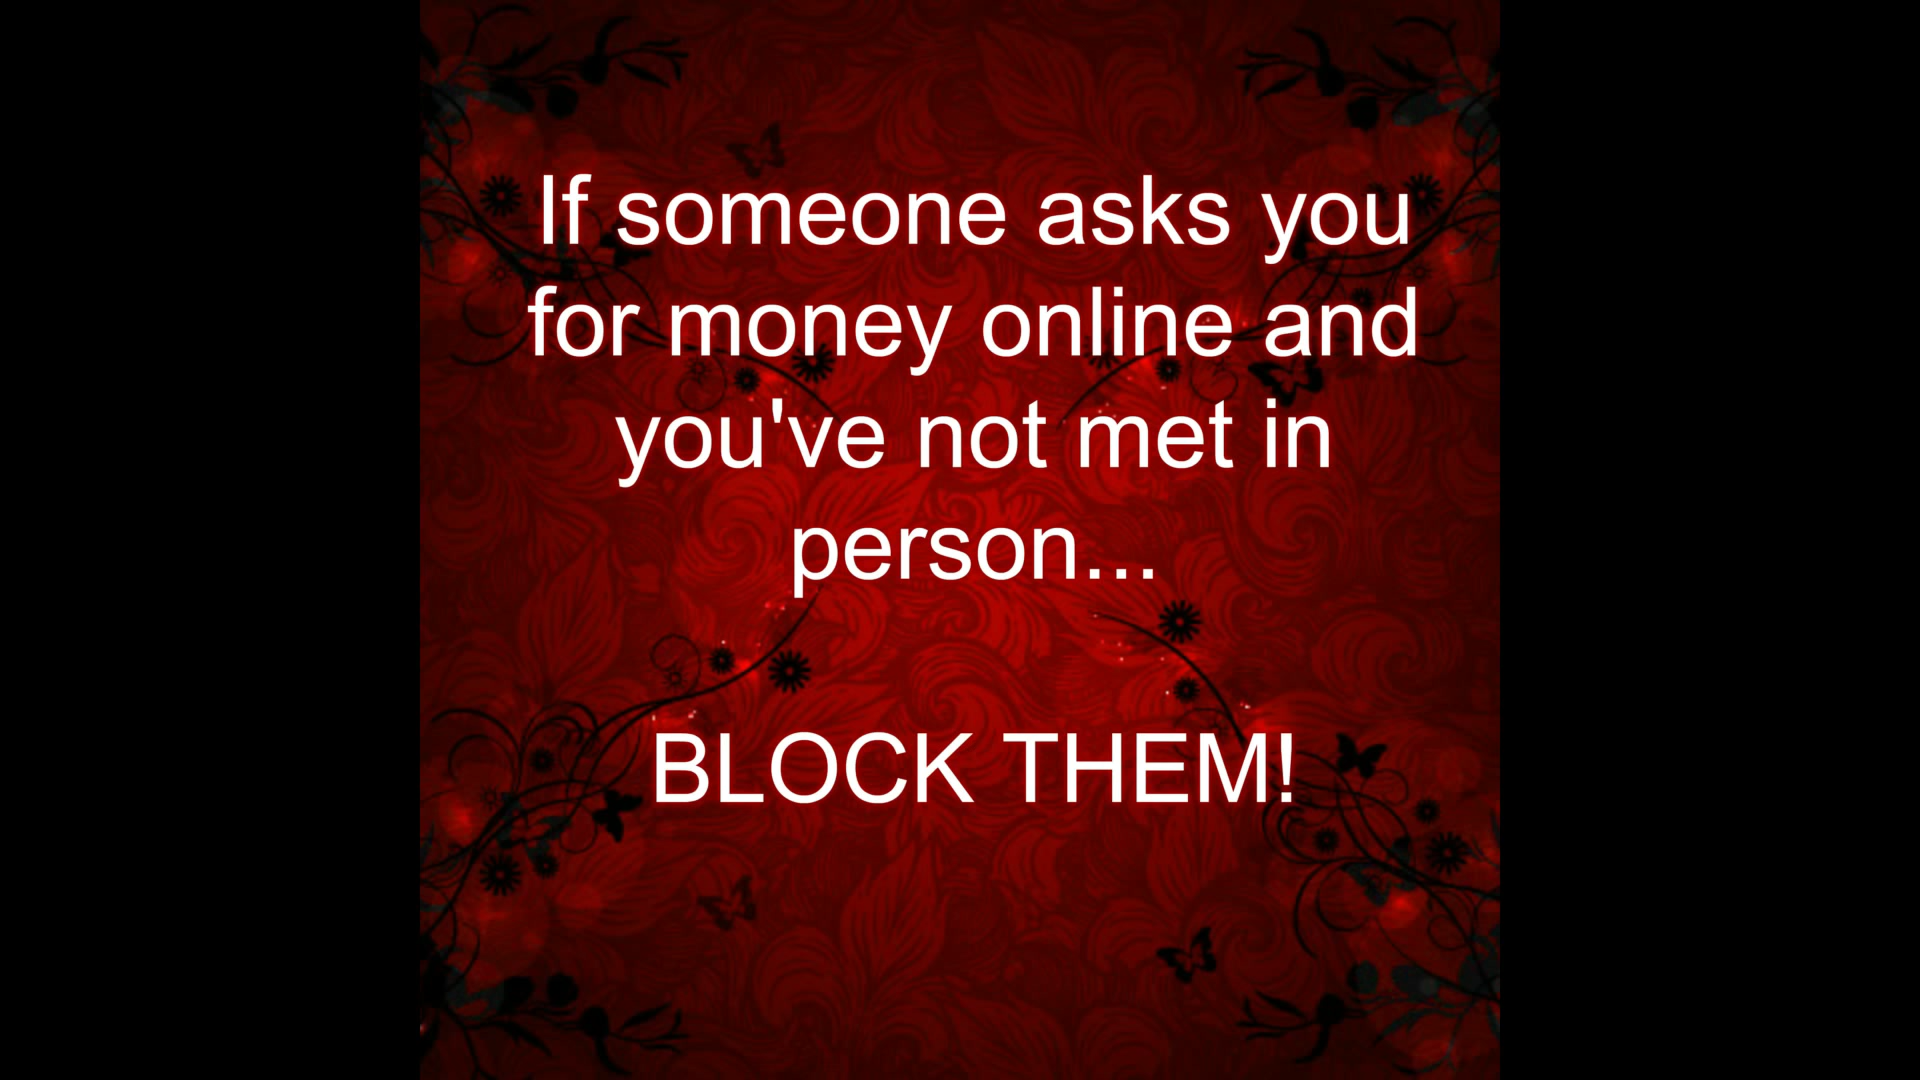 If someone asks you
for money online and
you've not met in
person...
BLOCK THEM!